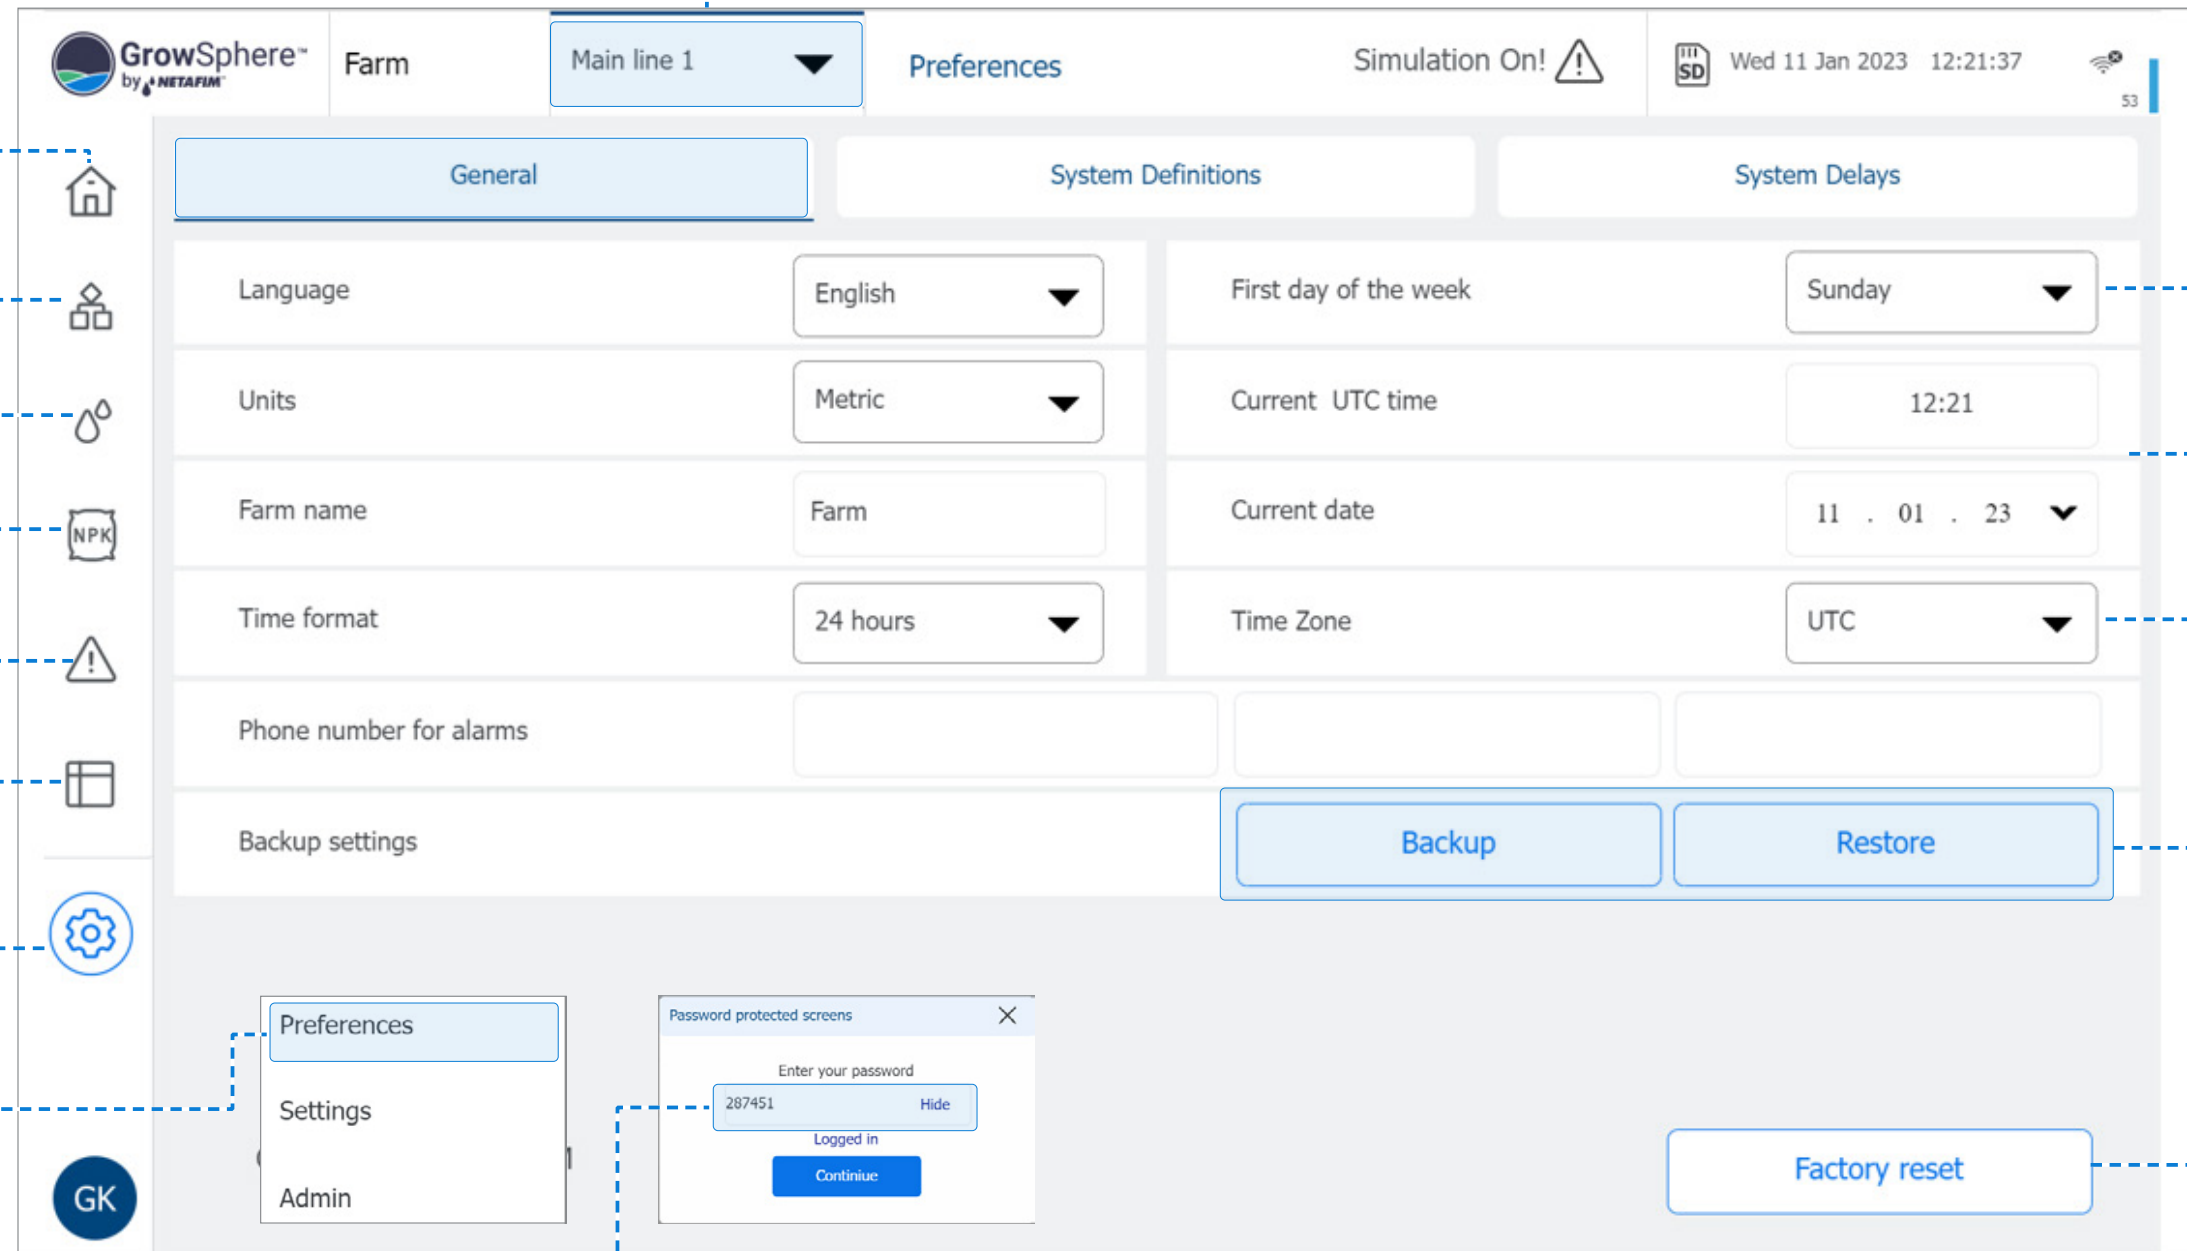 GrowSphere™
by NETAFIM™
Farm
Main line 1
Preferences
Simulation On!
SD
Wed 11 Jan 2023 12:21:37
53
General
System Definitions
System Delays
Language
English
First day of the week
Sunday
Units
Metric
Current UTC time
12:21
Farm name
Farm
Current date
11 . 01 . 23
NPK
Time format
24 hours
Time Zone
UTC
Phone number for alarms
Backup settings
Backup
Restore
Preferences
Settings
Admin
Password protected screens
Enter your password
287451 Hide
Logged in
Continiue
Factory reset
GK